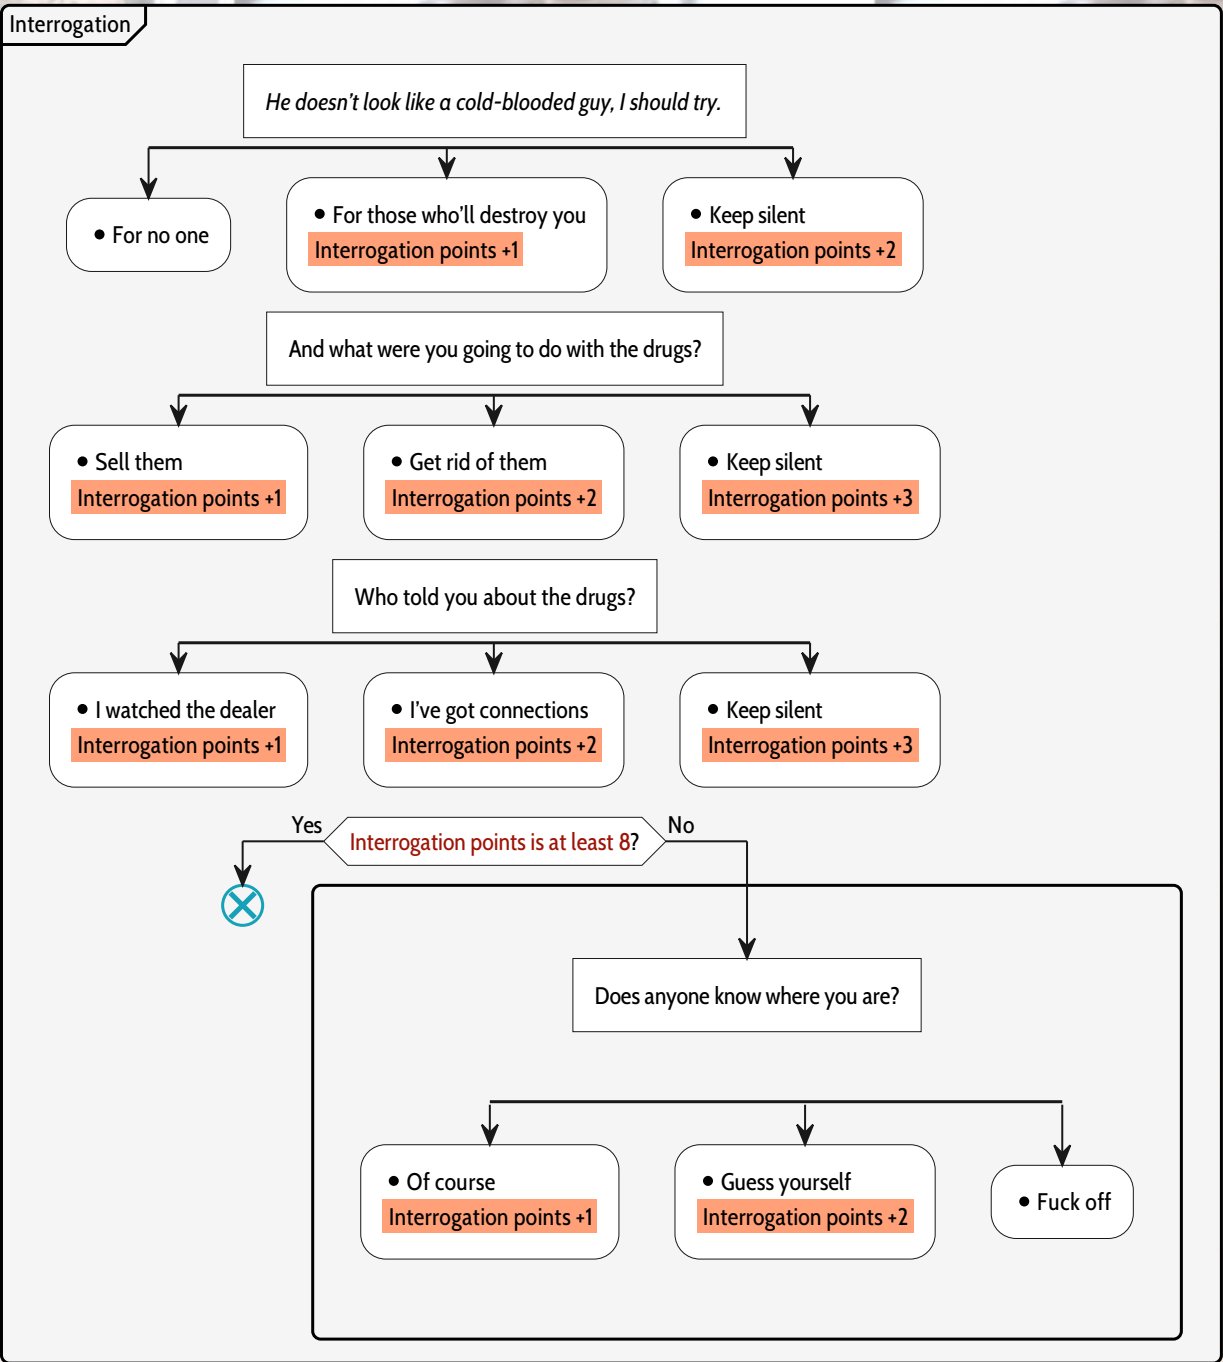 Interrogation
He doesn't look like a cold-blooded guy, I should try.
• For no one
• For those who'll destroy you
Interrogation points +1
• Keep silent
Interrogation points +2
And what were you going to do with the drugs?
• Sell them
Interrogation points +1
• Get rid of them
Interrogation points +2
• Keep silent
Interrogation points +3
Who told you about the drugs?
• I watched the dealer
Interrogation points +1
• I've got connections
Interrogation points +2
• Keep silent
Interrogation points +3
Yes
Interrogation points is at least 8?
No
Does anyone know where you are?
• Of course
Interrogation points +1
• Guess yourself
Interrogation points +2
• Fuck off